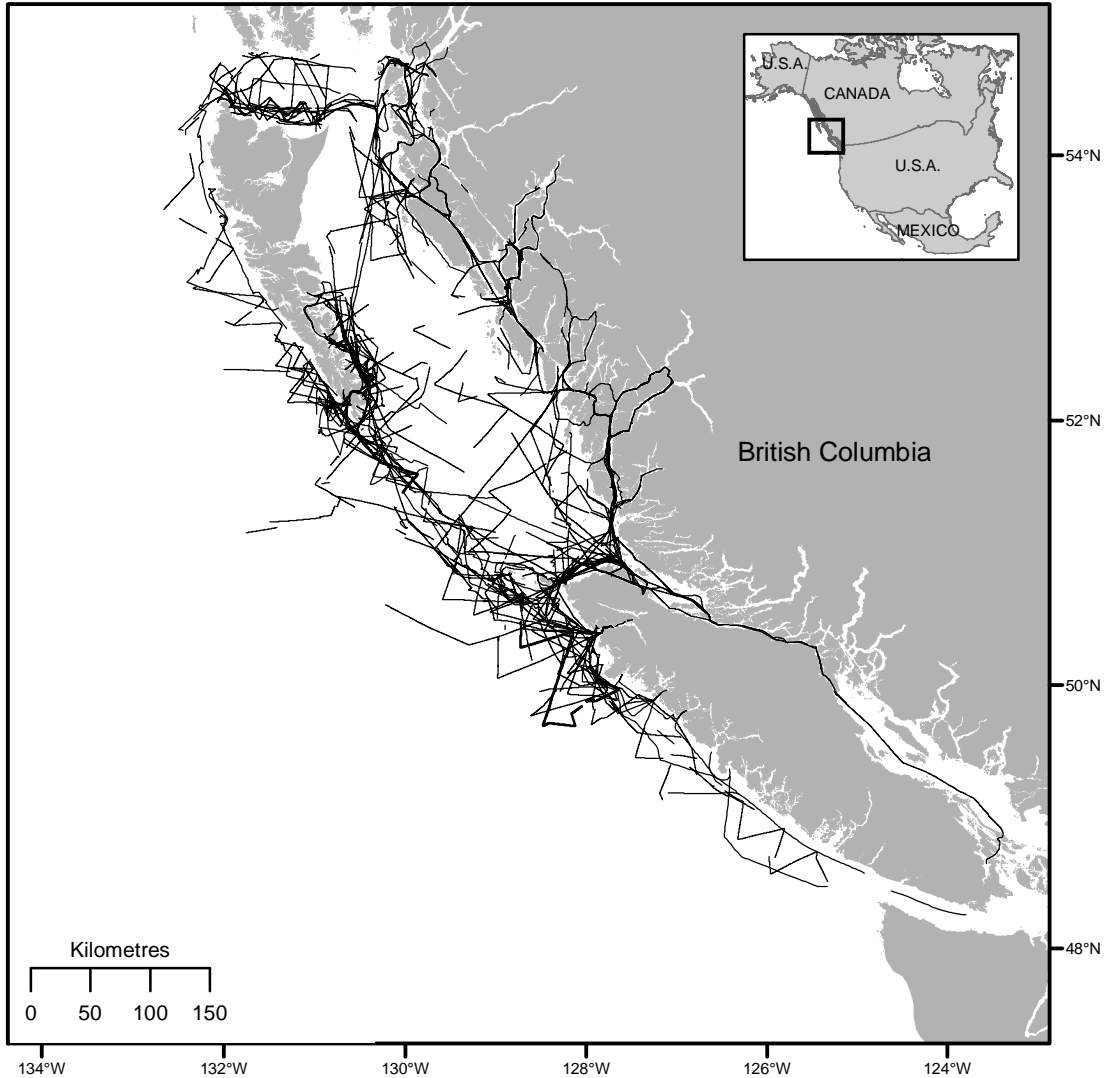 U.S.A.
CANADA
U.S.A.
MEXICO
54°N
52°N
British Columbia
50°N
48°N
Kilometres
0 50 100 150
134°W 132°W 130°W 128°W 126°W 124°W